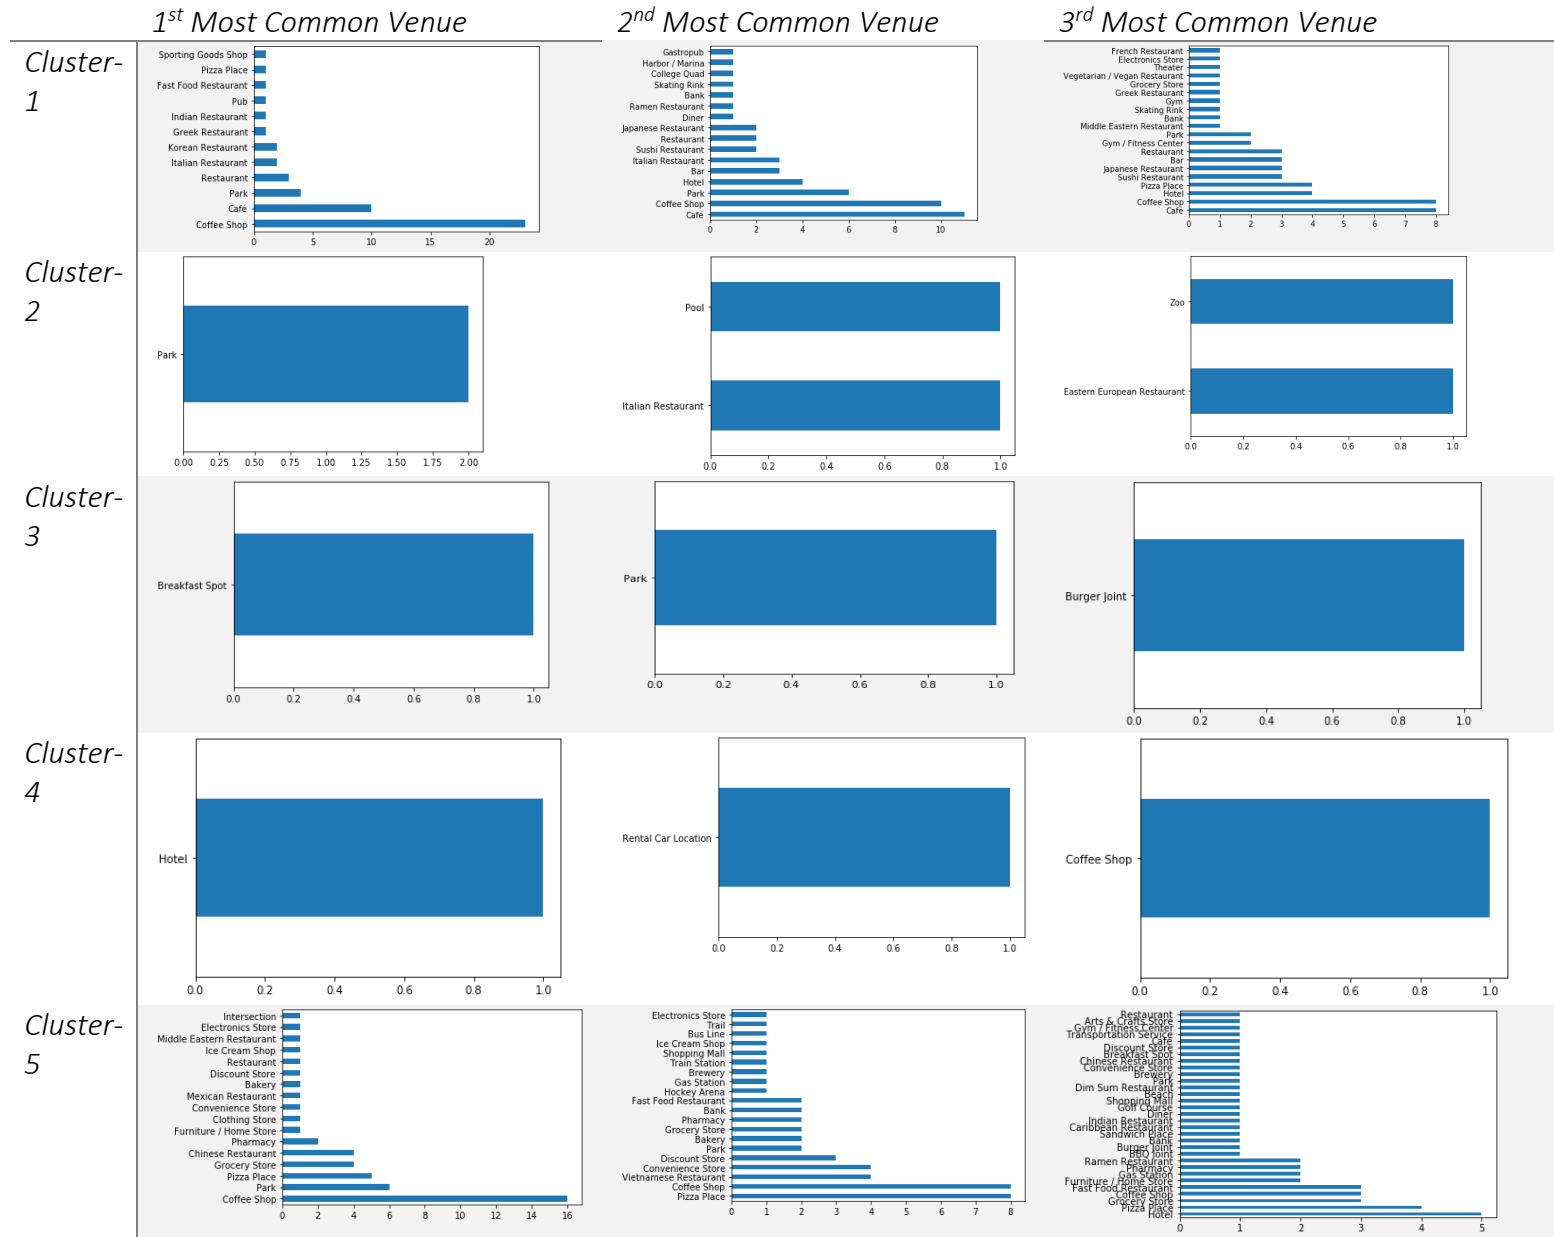 1st Most Common Venue
2nd Most Common Venue
3rd Most Common Venue
Cluster-
1
Sporting Goods Shop
Pizza Place
Fast Food Restaurant
Pub
Indian Restaurant
Greek Restaurant
Korean Restaurant
Italian Restaurant
Restaurant
Park
Café
Coffee Shop
0 5 10 15 20
Gastropub
Harbor / Marina
College Quad
Skating Rink
Bank
Ramen Restaurant
Diner
Japanese Restaurant
Restaurant
Sushi Restaurant
Italian Restaurant
Bar
Hotel
Park
Coffee Shop
Café
0 2 4 6 8 10
French Restaurant
Electronics Store
Theater
Vegetarian / Vegan Restaurant
Grocery Store
Greek Restaurant
Gym
Skating Rink
Bank
Middle Eastern Restaurant
Park
Gym / Fitness Center
Restaurant
Bar
Japanese Restaurant
Sushi Restaurant
Pizza Place
Hotel
Coffee Shop
Café
0 1 2 3 4 5 6 7 8
Cluster-
2
Park
0.00 0.25 0.50 0.75 1.00 1.25 1.50 1.75 2.00
Pool
Italian Restaurant
0.0 0.2 0.4 0.6 0.8 1.0
Zoo
Eastern European Restaurant
0.0 0.2 0.4 0.6 0.8 1.0
Cluster-
3
Breakfast Spot
0.0 0.2 0.4 0.6 0.8 1.0
Park
0.0 0.2 0.4 0.6 0.8 1.0
Burger Joint
0.0 0.2 0.4 0.6 0.8 1.0
Cluster-
4
Hotel
0.0 0.2 0.4 0.6 0.8 1.0
Rental Car Location
0.0 0.2 0.4 0.6 0.8 1.0
Coffee Shop
0.0 0.2 0.4 0.6 0.8 1.0
Cluster-
5
Intersection
Electronics Store
Middle Eastern Restaurant
Ice Cream Shop
Restaurant
Discount Store
Bakery
Mexican Restaurant
Convenience Store
Clothing Store
Furniture / Home Store
Pharmacy
Chinese Restaurant
Grocery Store
Pizza Place
Park
Coffee Shop
0 2 4 6 8 10 12 14 16
Electronics Store
Trail
Bus Line
Ice Cream Shop
Shopping Mall
Train Station
Brewery
Gas Station
Hockey Arena
Fast Food Restaurant
Bank
Pharmacy
Grocery Store
Bakery
Park
Discount Store
Convenience Store
Vietnamese Restaurant
Coffee Shop
Pizza Place
0 1 2 3 4 5 6 7 8
Restaurant
Arts & Crafts Store
Gym / Fitness Center
Transportation Service
Café
Discount Store
Breakfast Spot
Chinese Restaurant
Convenience Store
Brewery
Park
Dim Sum Restaurant
Beach
Shopping Mall
Golf Course
Diner
Indian Restaurant
Caribbean Restaurant
Sandwich Place
Bank
Burger Joint
BBQ Joint
Ramen Restaurant
Pharmacy
Gas Station
Furniture / Home Store
Fast Food Restaurant
Coffee Shop
Grocery Store
Pizza Place
Hotel
0 1 2 3 4 5